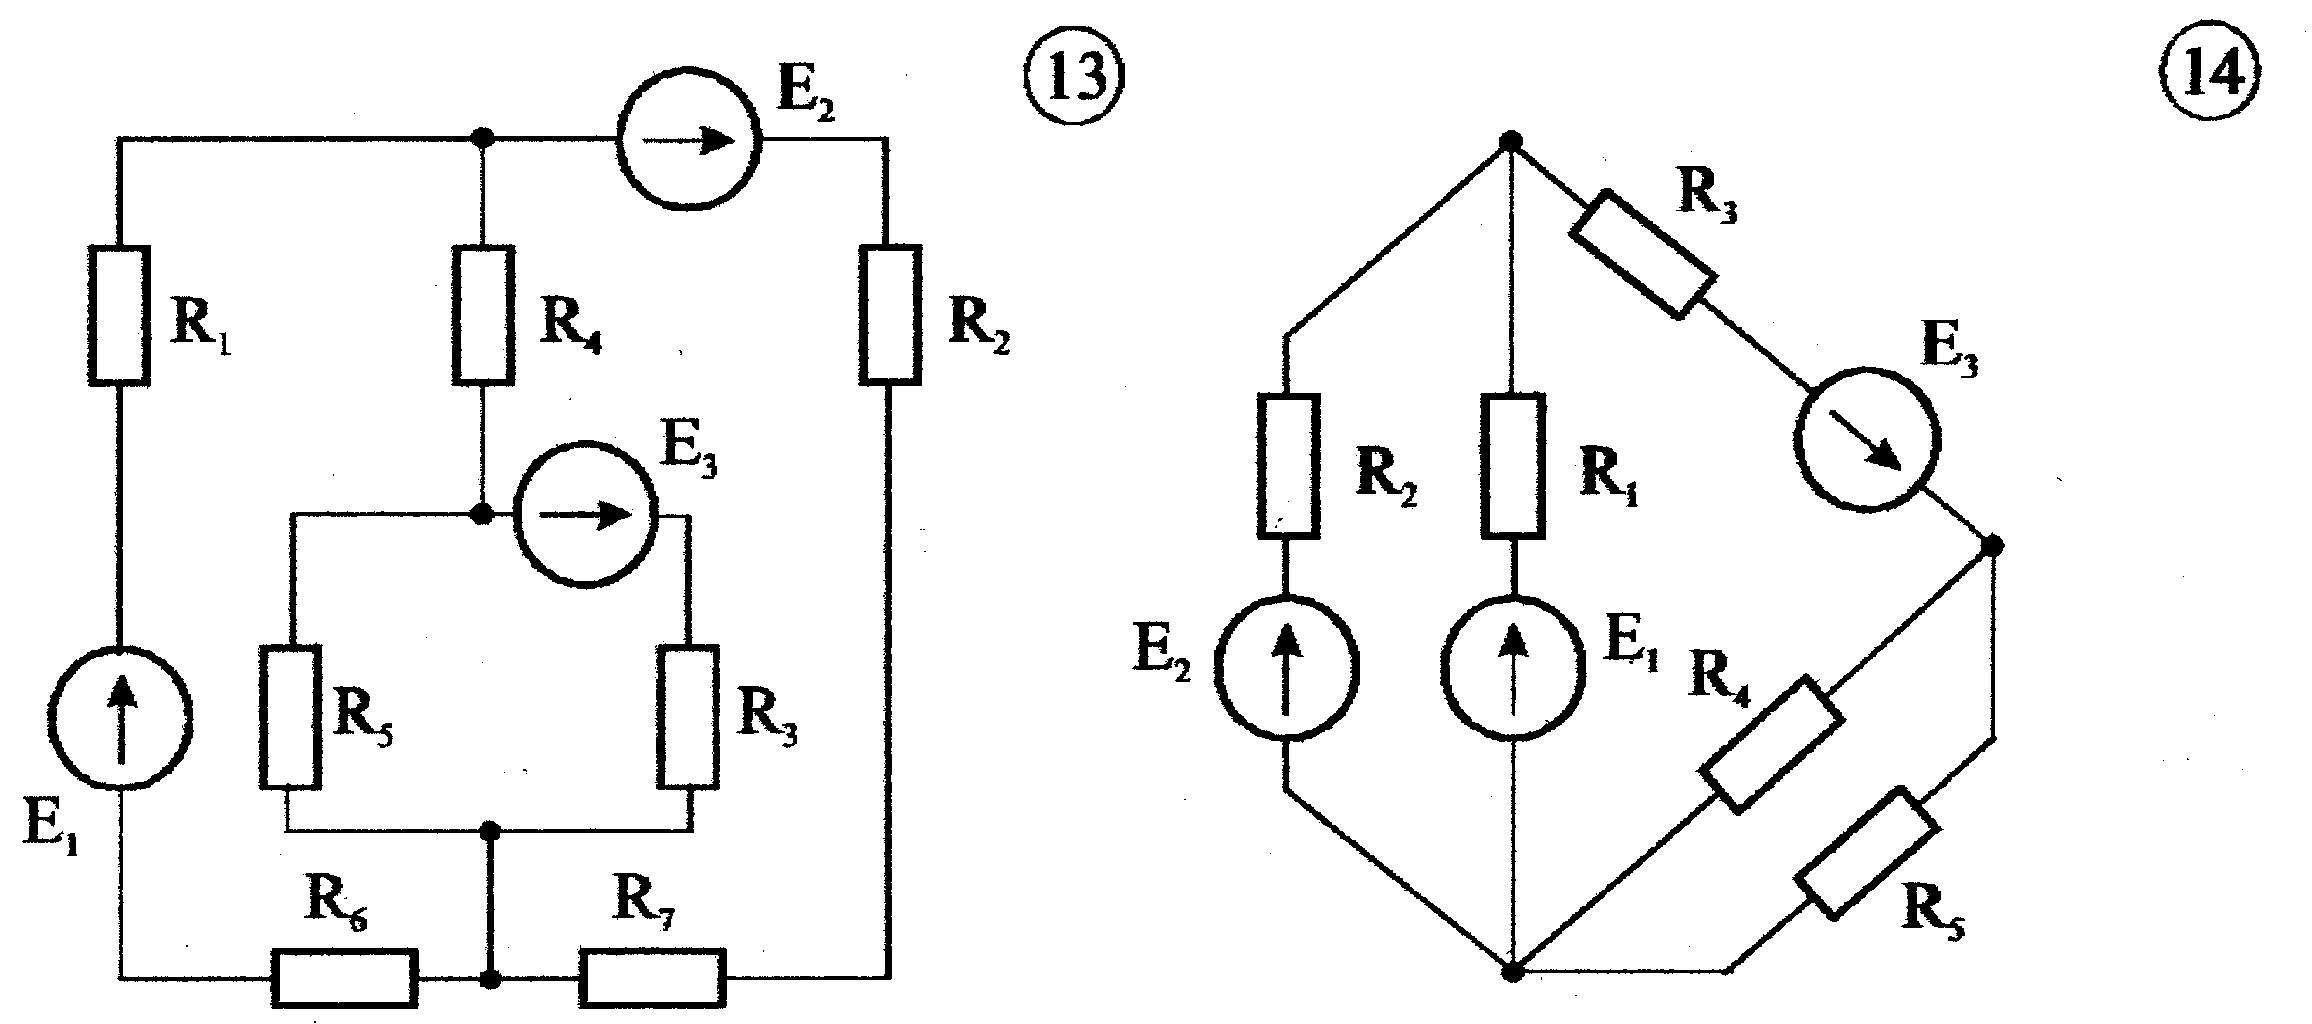 13
E₂
R₁
R₄
R₂
E₃
R₅
R₃
E₁
R₆
R₇
14
R₃
E₃
R₂
R₁
E₂
E₁
R₄
R₅